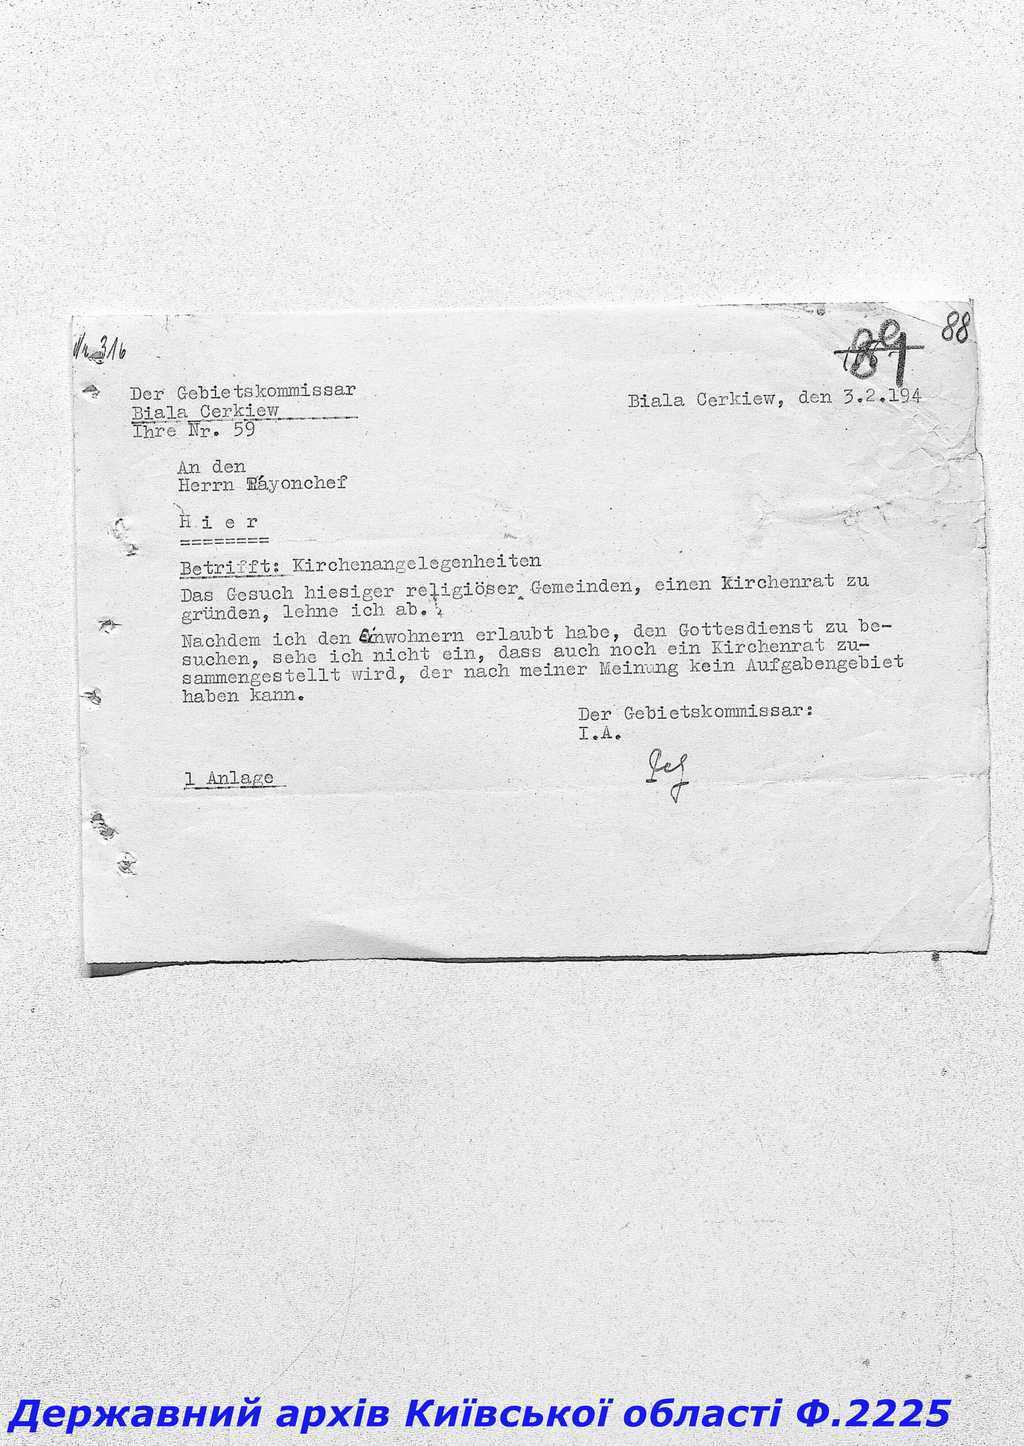 Nr. 316
89
88
Der Gebietskommissar
Biala Cerkiew
Ihre Nr. 59
Biala Cerkiew, den 3.2.194
An den
Herrn Rayonchef
H i e r
========
Betrifft: Kirchenangelegenheiten
Das Gesuch hiesiger religiöser Gemeinden, einen Kirchenrat zu
gründen, lehne ich ab.
Nachdem ich den Einwohnern erlaubt habe, den Gottesdienst zu be-
suchen, sehe ich nicht ein, dass auch noch ein Kirchenrat zu-
sammengestellt wird, der nach meiner Meinung kein Aufgabengebiet
haben kann.
Der Gebietskommissar:
I.A.
1 Anlage
Державний архів Київської області Ф.2225